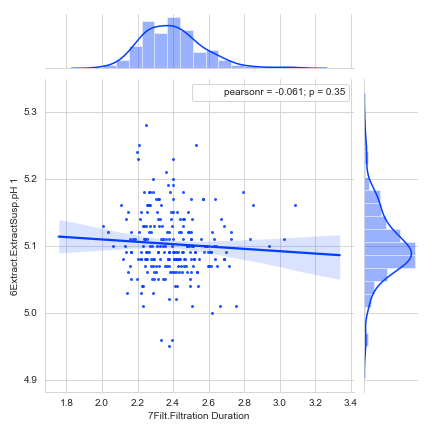 pearsonr = -0.061; p = 0.35
5.3
5.2
5.1
5.0
4.9
6Extract.ExtractSusp.pH 1
1.8 2.0 2.2 2.4 2.6 2.8 3.0 3.2 3.4
7Filt.Filtration Duration